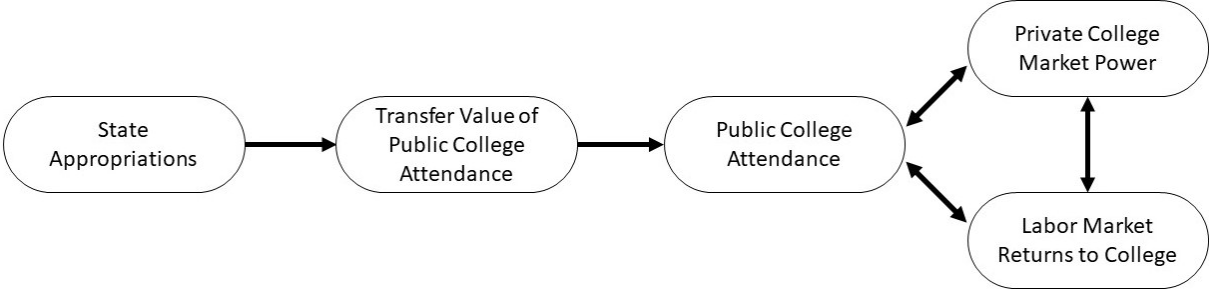 State
Appropriations
Transfer Value of
Public College
Attendance
Public College
Attendance
Private College
Market Power
Labor Market
Returns to College